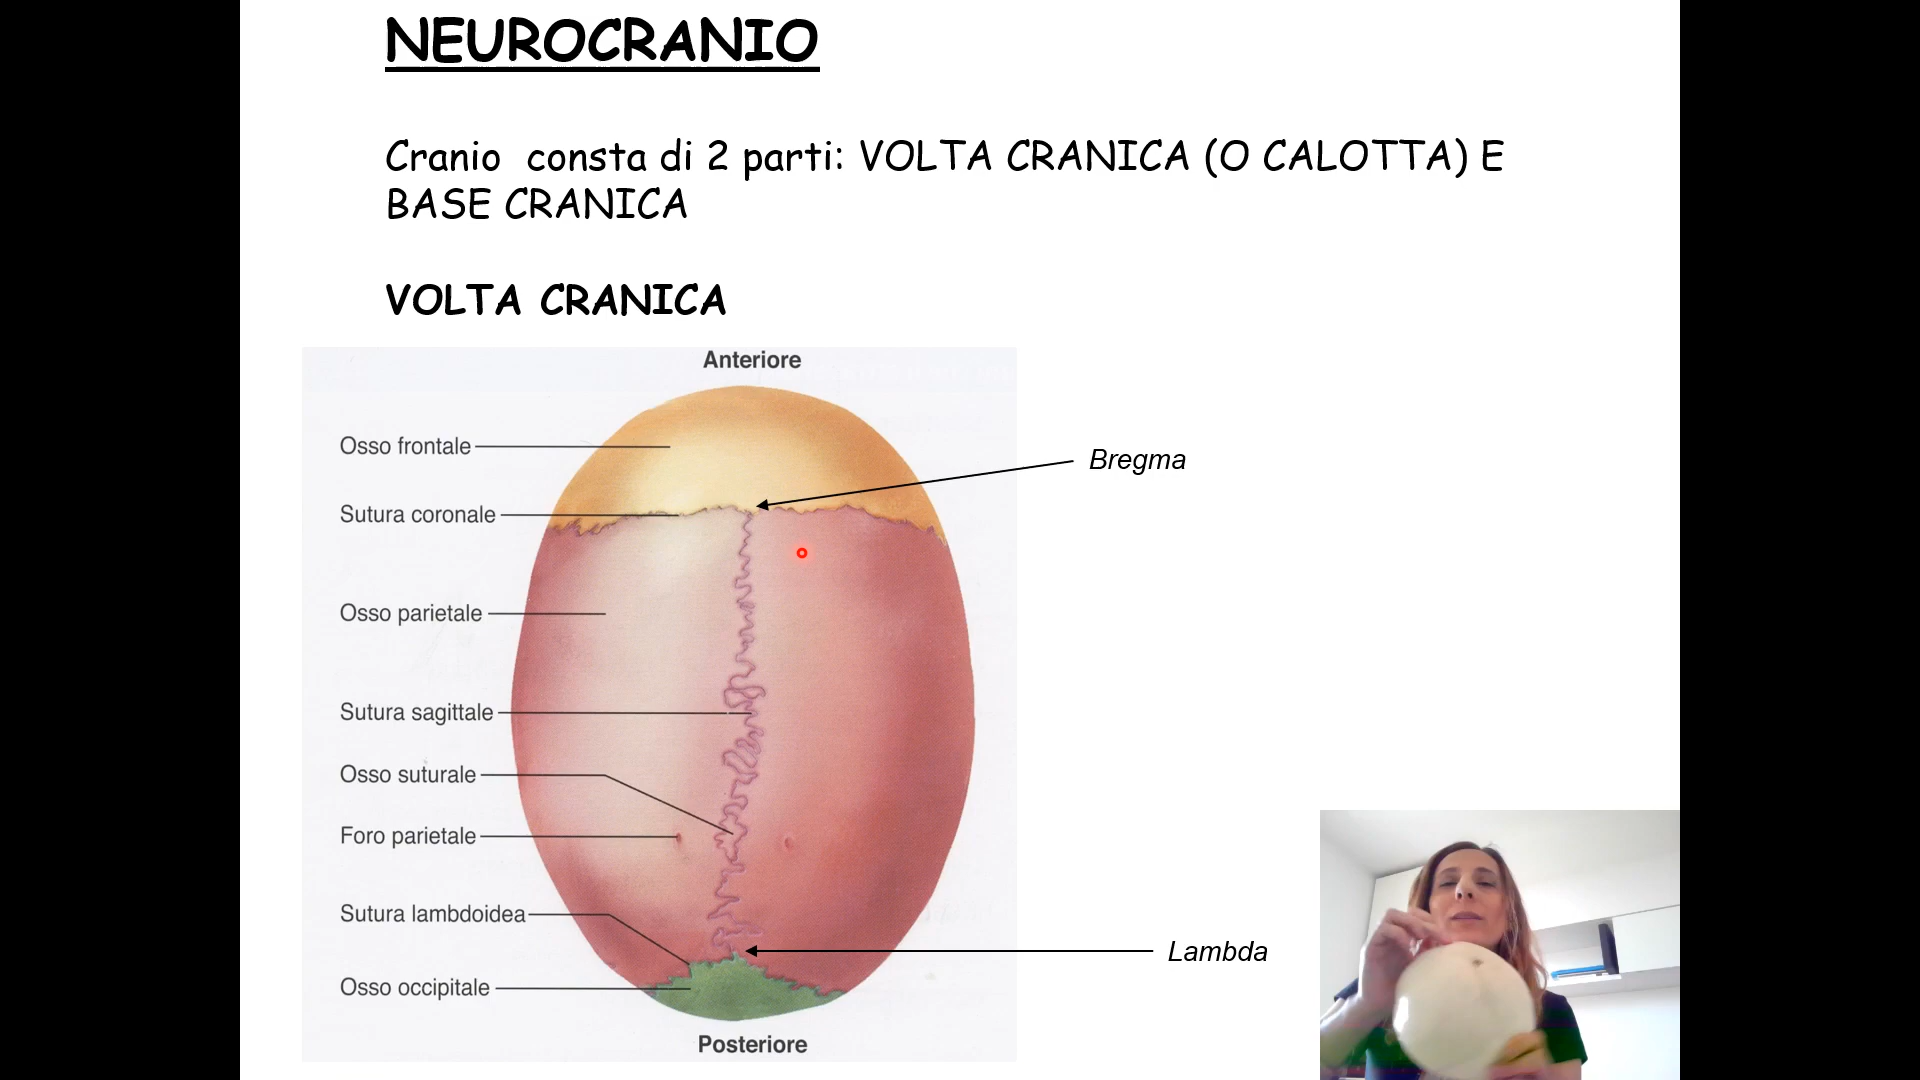 NEUROCRANIO
Cranio consta di 2 parti: VOLTA CRANICA (O CALOTTA) E
BASE CRANICA
VOLTA CRANICA
Anteriore
Osso frontale
Bregma
Sutura coronale
Osso parietale
Sutura sagittale
Osso suturale
Foro parietale
Sutura lambdoidea
Lambda
Osso occipitale
Posteriore